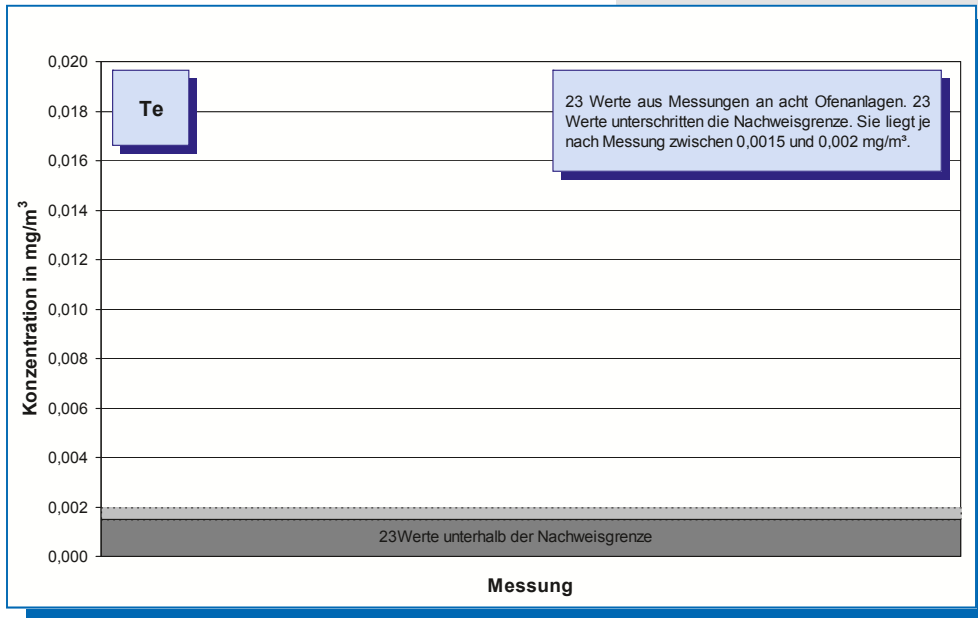 Te
23 Werte aus Messungen an acht Ofenanlagen. 23
Werte unterschritten die Nachweisgrenze. Sie liegt je
nach Messung zwischen 0,0015 und 0,002 mg/m³.
Konzentration in mg/m³
0,020
0,018
0,016
0,014
0,012
0,010
0,008
0,006
0,004
0,002
0,000
23Werte unterhalb der Nachweisgrenze
Messung